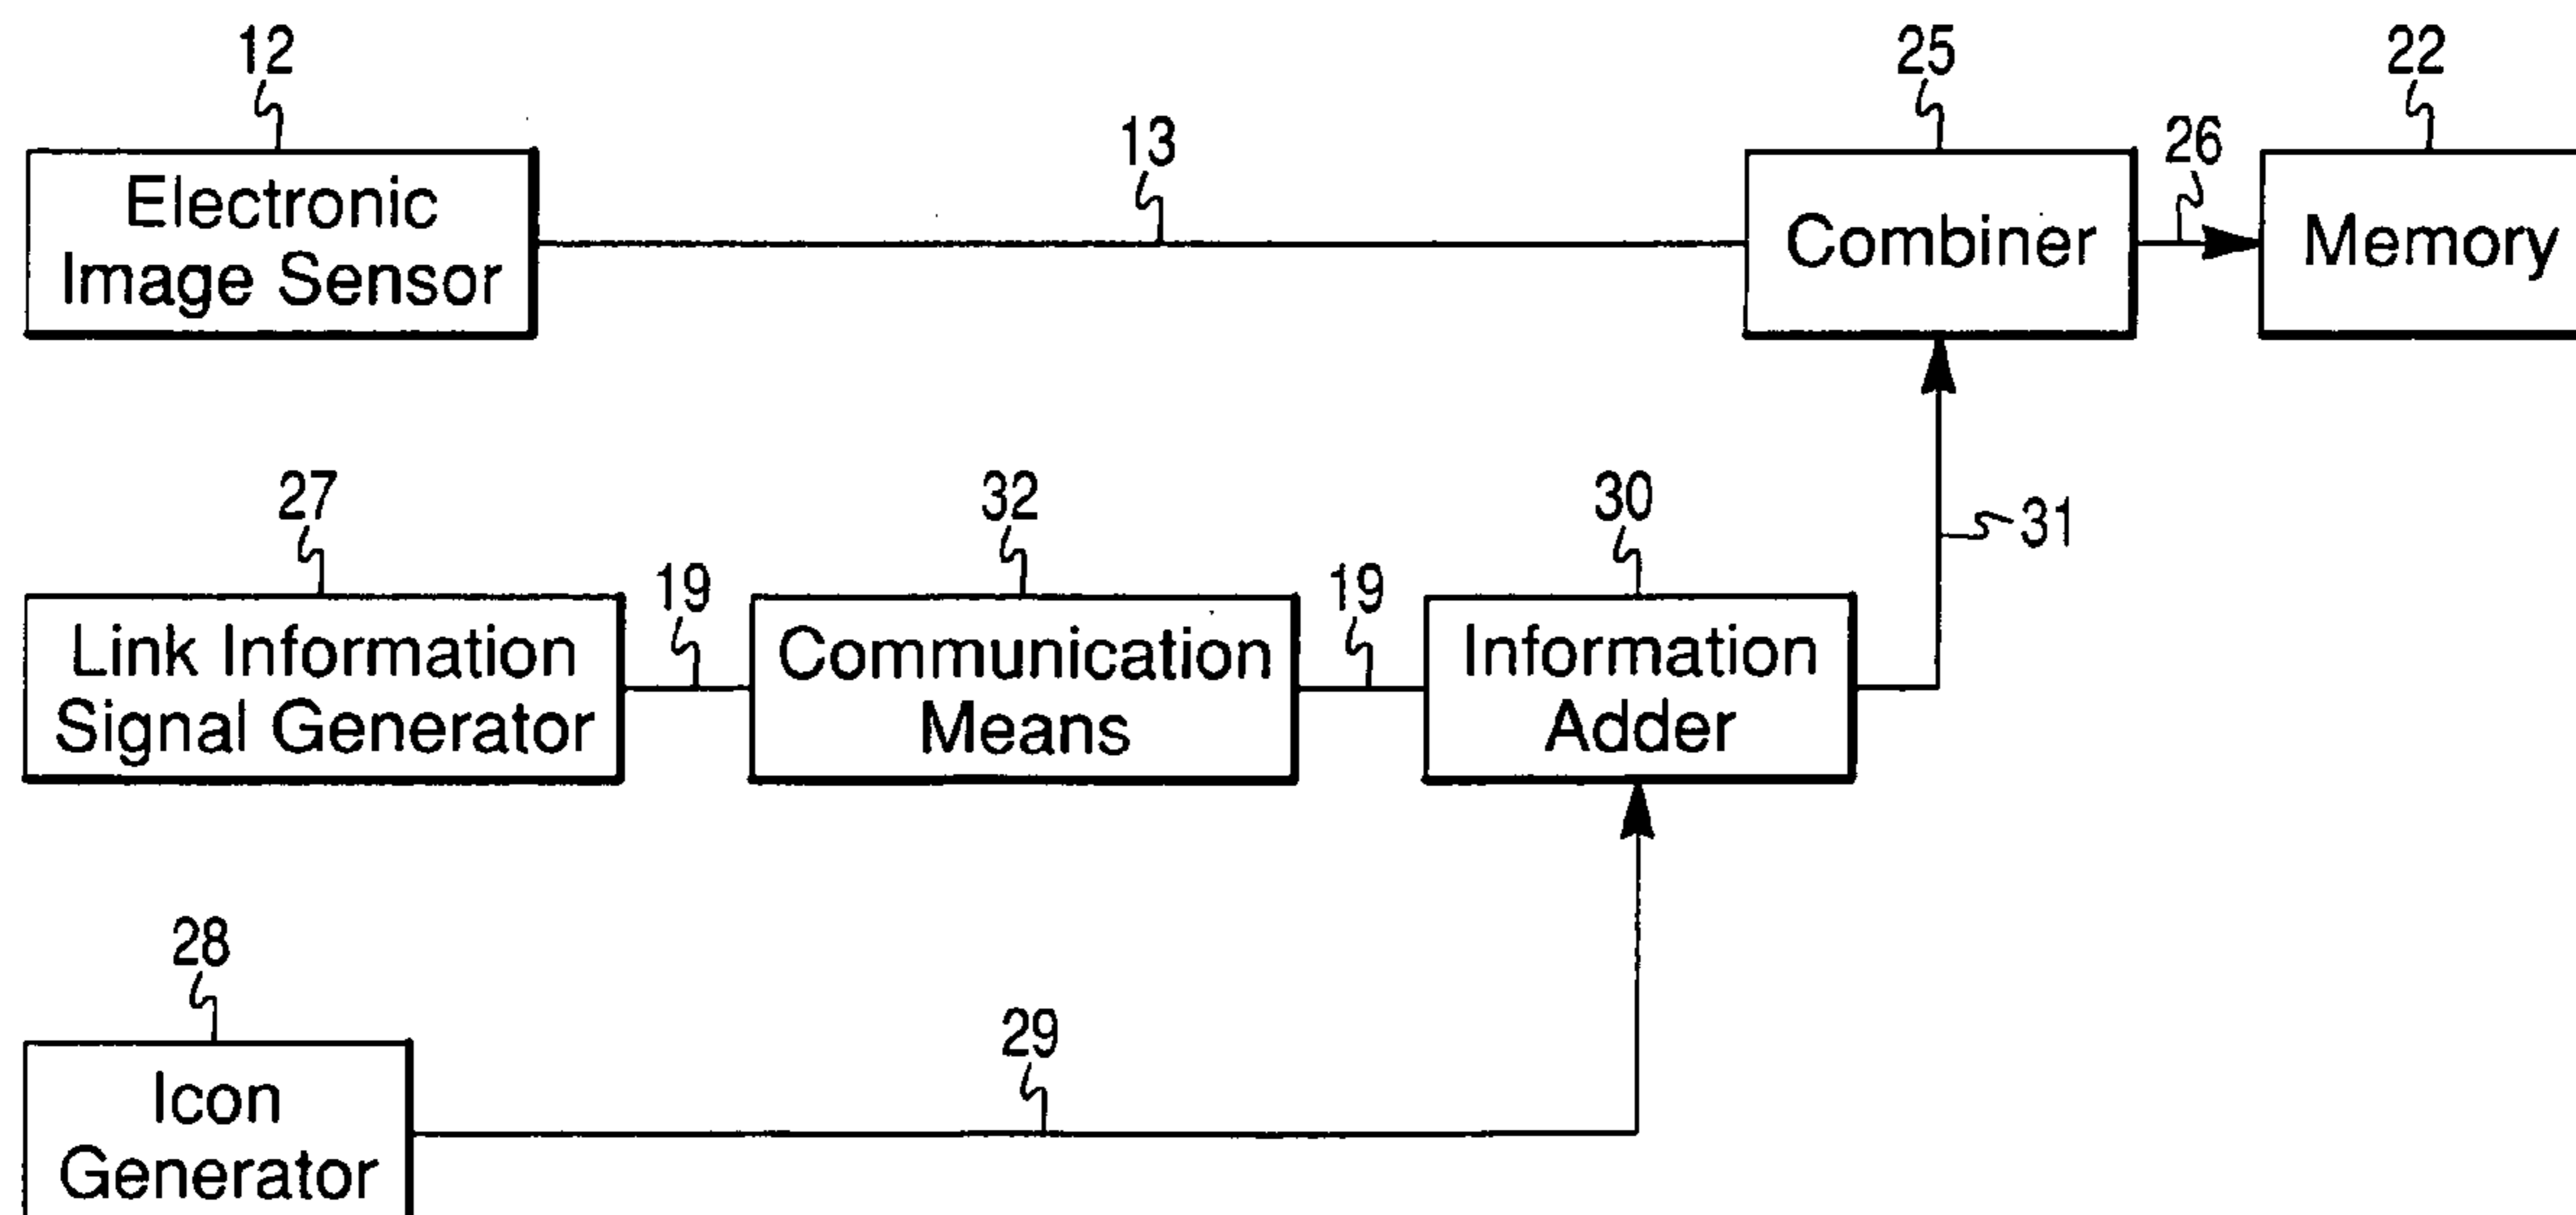 12
25
22
13
26
Electronic
Image Sensor
Combiner
Memory
27
32
30
31
19
19
Link Information
Signal Generator
Communication
Means
Information
Adder
28
29
Icon
Generator